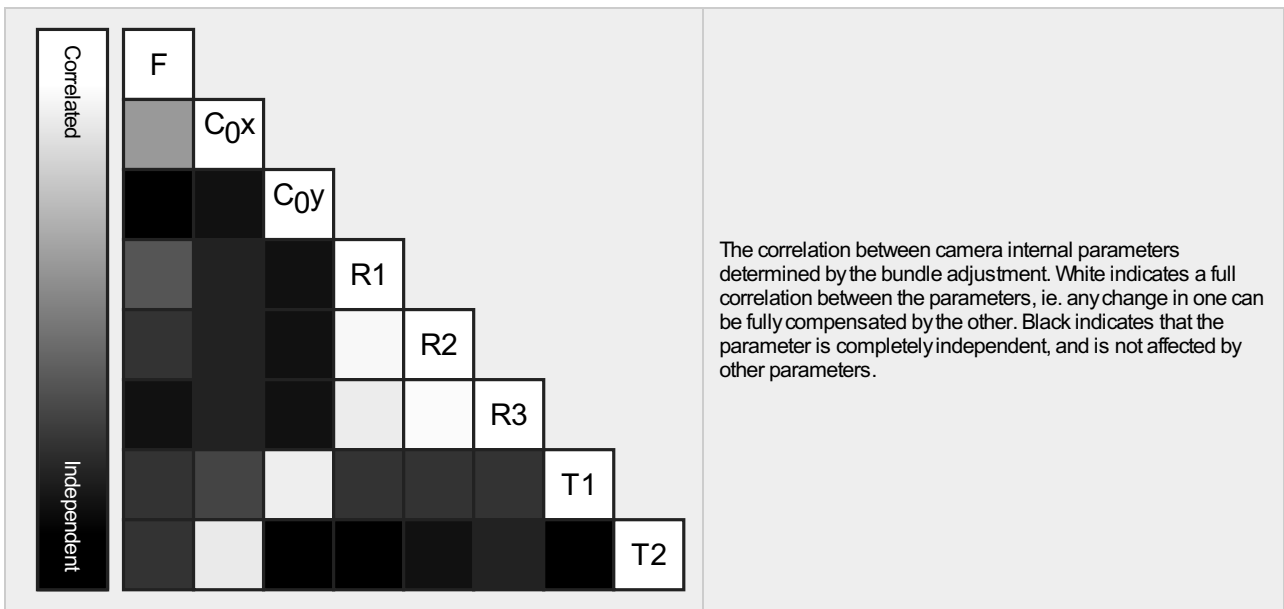 Correlated
Independent
F
C0x
C0y
R1
R2
R3
T1
T2
The correlation between camera internal parameters
determined by the bundle adjustment. White indicates a full
correlation between the parameters, ie. any change in one can
be fully compensated by the other. Black indicates that the
parameter is completely independent, and is not affected by
other parameters.